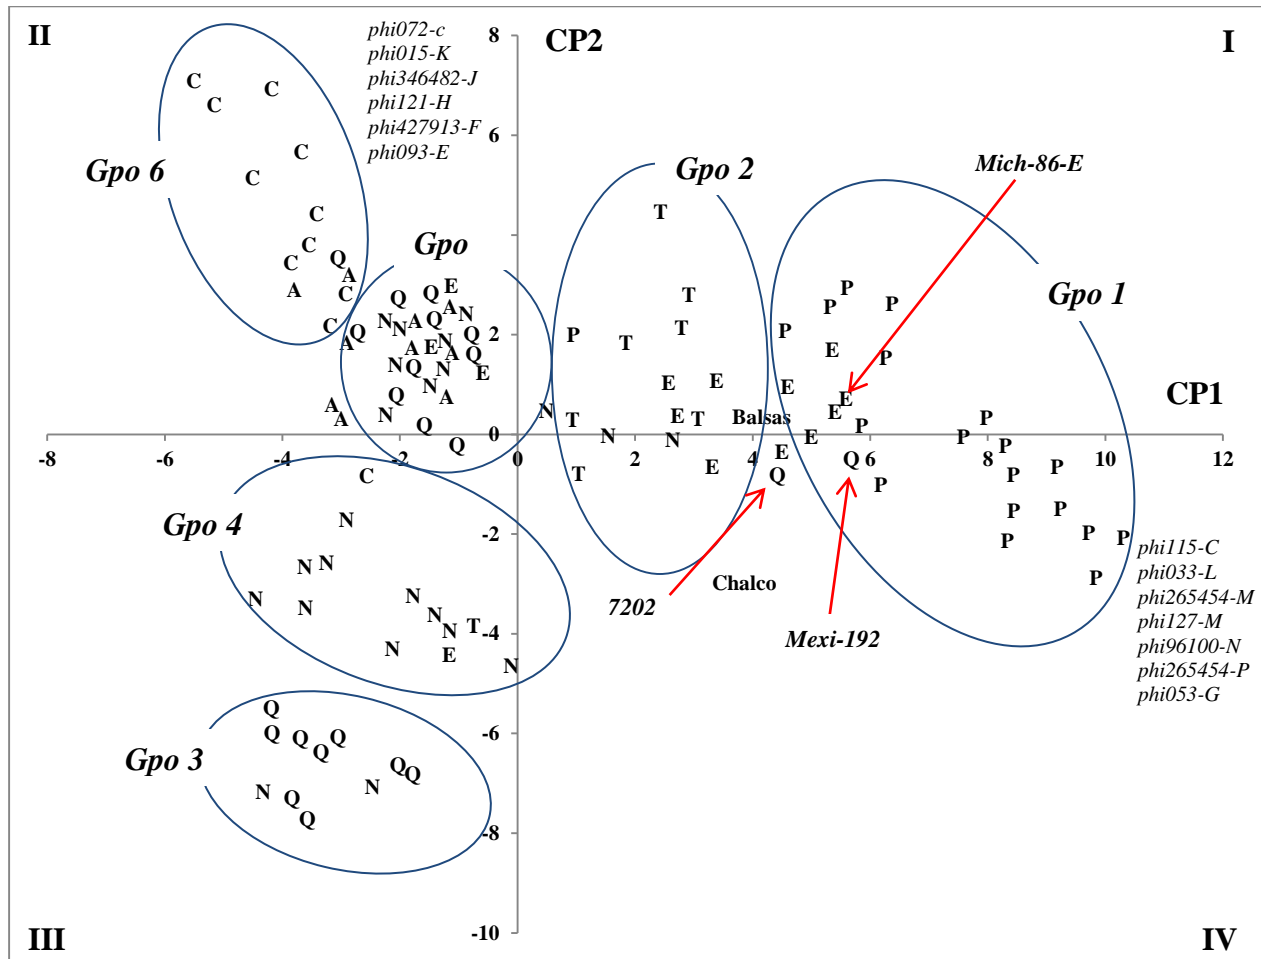 II
phi072-c
phi015-K
phi346482-J
phi121-H
phi427913-F
phi093-E
8
CP2
I
C
C
C
6
C
Gpo 6
C
Mich-86-E
Gpo 2
C
T
C
Gpo
C Q
A
A
C
E
T
P
P
P
Gpo 1
Q Q
A
N
C
N
N
A
Q
T
Q
A
Q
2
P
T
P
N
A
E
A
Q
E
P
N
Q
N
E
A
N
Q
A
E
E
E
E
CP1
A
A
N
Q
N
T
E
T
Balsas
E
P
P
Q
N
N
E
P
-8
-6
-4
-2
0
2
4
6
8
10
12
Q
C
T
E
E
Q
Q
P
P
P
P
Gpo 4
N
N
N
N
N
-2
P
P
P
P
P
P
P
phi115-C
phi033-L
phi265454-M
phi127-M
phi96100-N
phi265454-P
phi053-G
N
N
N
N
T
E
N
-4
7202
Chalco
Mexi-192
Gpo 3
Q
Q
Q
Q
Q
-6
Q
Q
N
N
Q
Q
-8
III
-10
IV